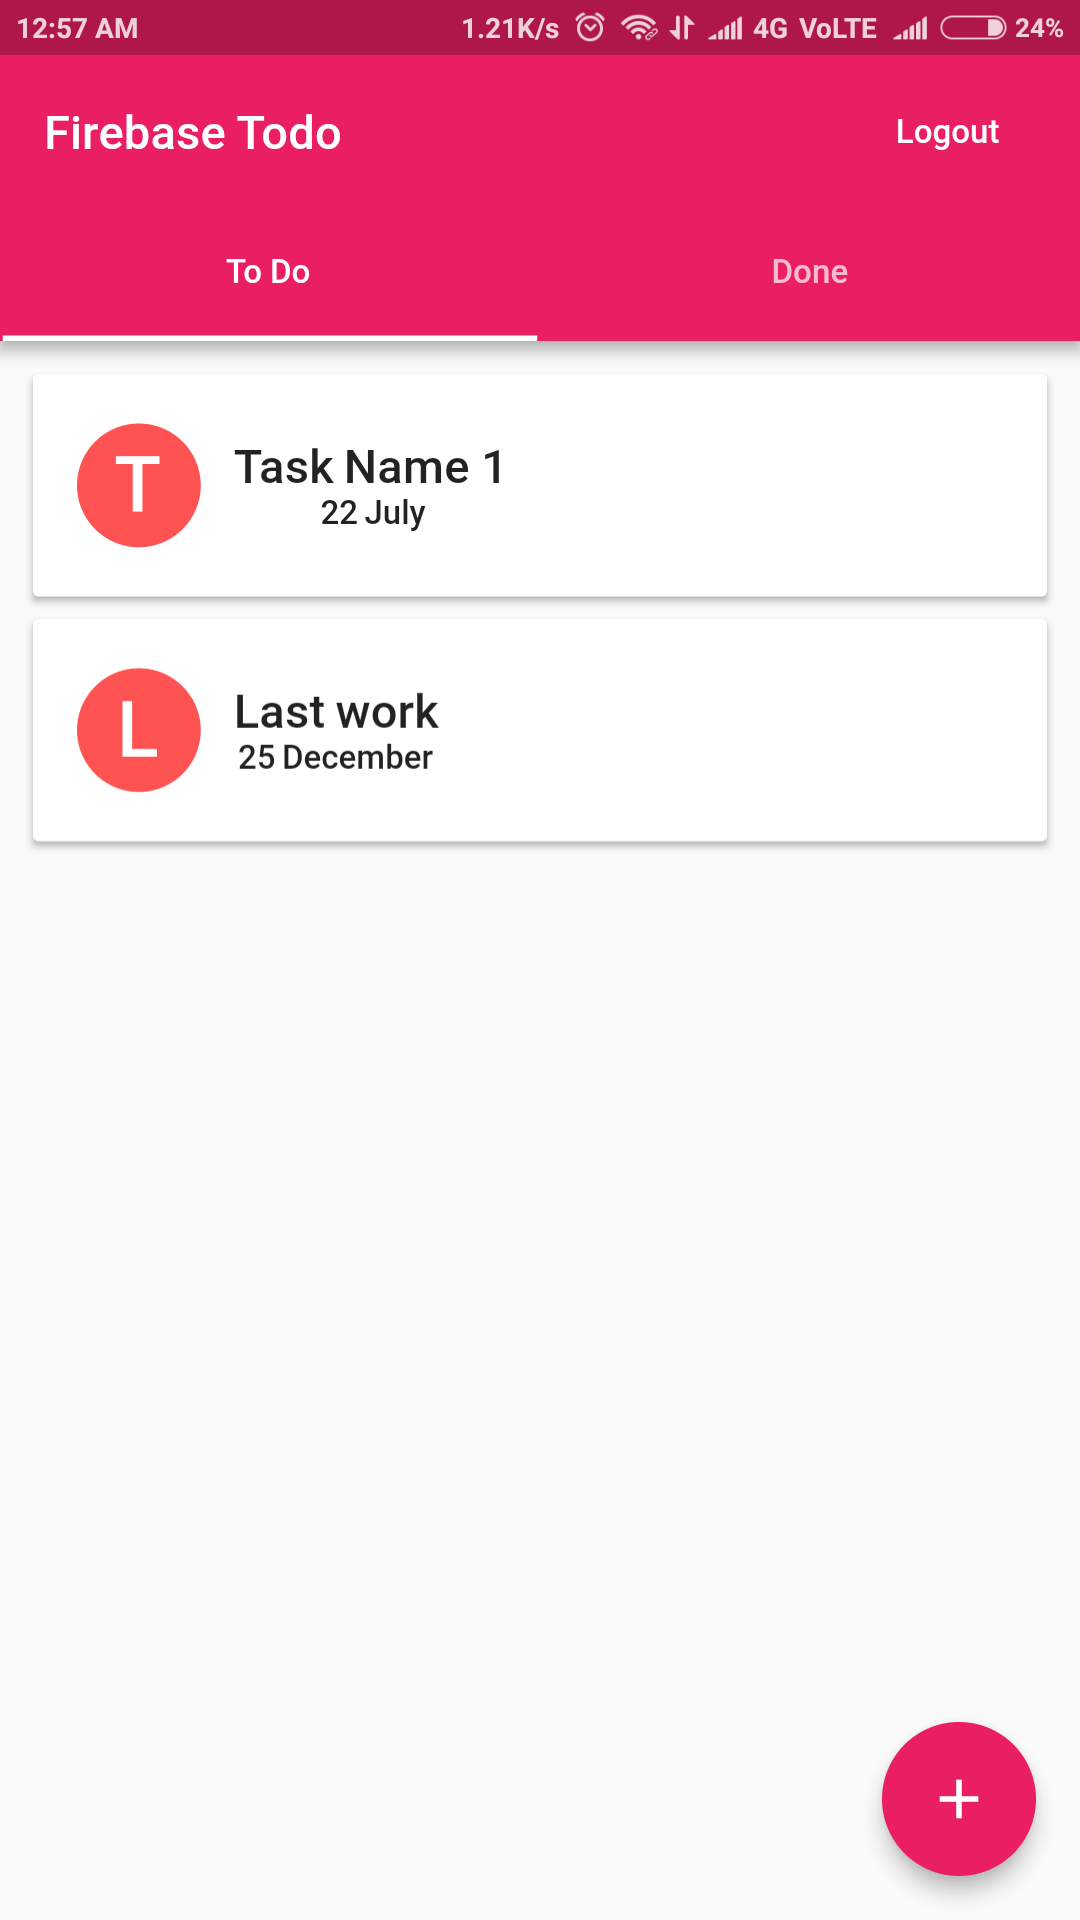 12:57 AM 1.21K/s 4G VoLTE 24%
Firebase Todo Logout
To Do Done
T
Task Name 1
22 July
L
Last work
25 December
+